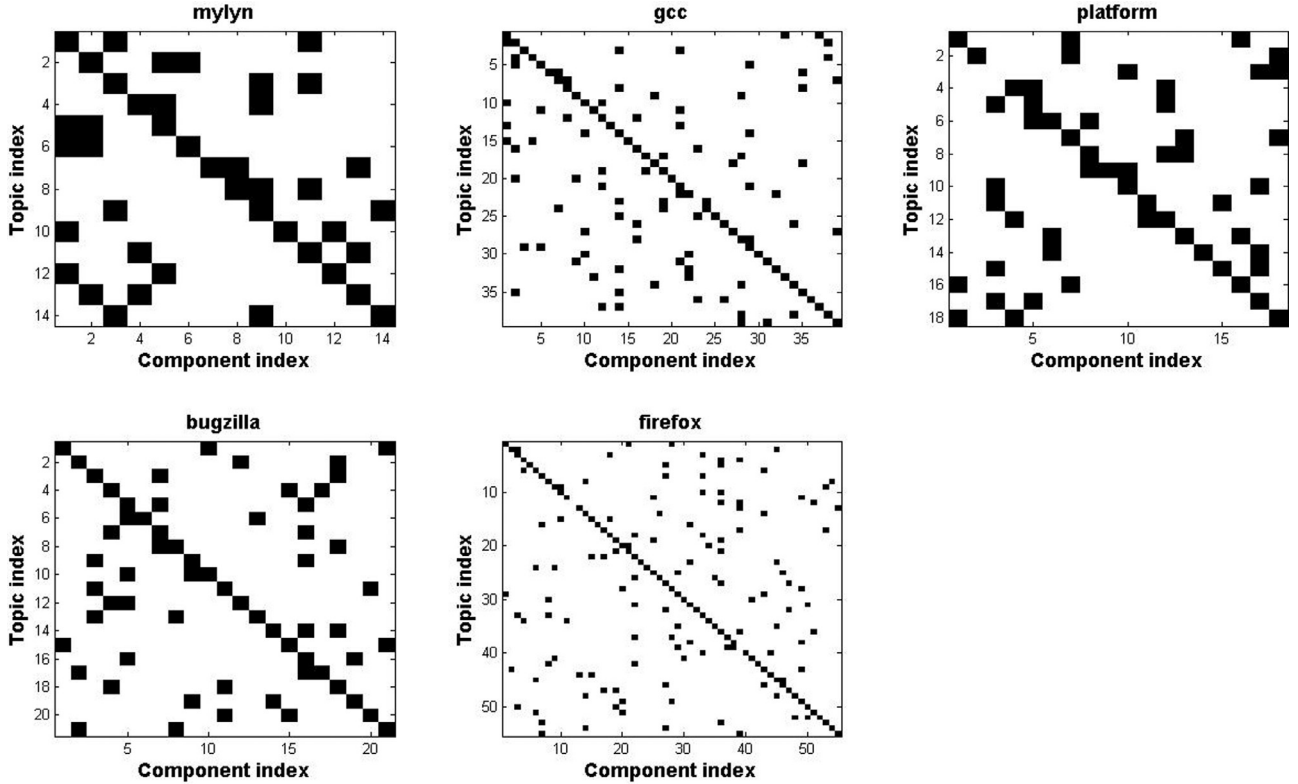 mylyn
2
4
6
8
10
12
14
2 4 6 8 10 12 14
Topic index
Component index
gcc
5
10
15
20
25
30
35
5 10 15 20 25 30 35
Topic index
Component index
platform
2
4
6
8
10
12
14
16
18
5 10 15
Topic index
Component index
bugzilla
2
4
6
8
10
12
14
16
18
20
5 10 15 20
Topic index
Component index
firefox
10
20
30
40
50
10 20 30 40 50
Topic index
Component index